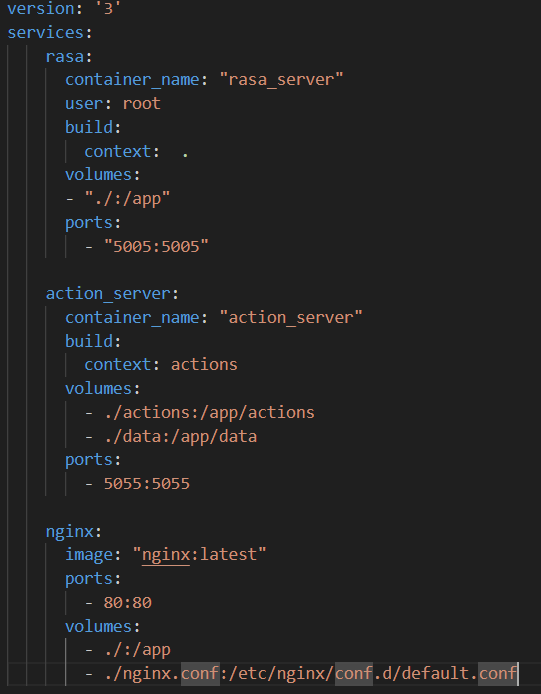 version: '3'
services:
    rasa:
      container_name: "rasa_server"
      user: root
      build:
        context:  .
      volumes:
      - "./:/app"
      ports:
        - "5005:5005"

    action_server:
      container_name: "action_server"
      build:
        context: actions
      volumes:
        - ./actions:/app/actions
        - ./data:/app/data
      ports:
        - 5055:5055

    nginx:
      image: "nginx:latest"
      ports:
        - 80:80
      volumes:
        - ./:/app
        - ./nginx.conf:/etc/nginx/conf.d/default.conf